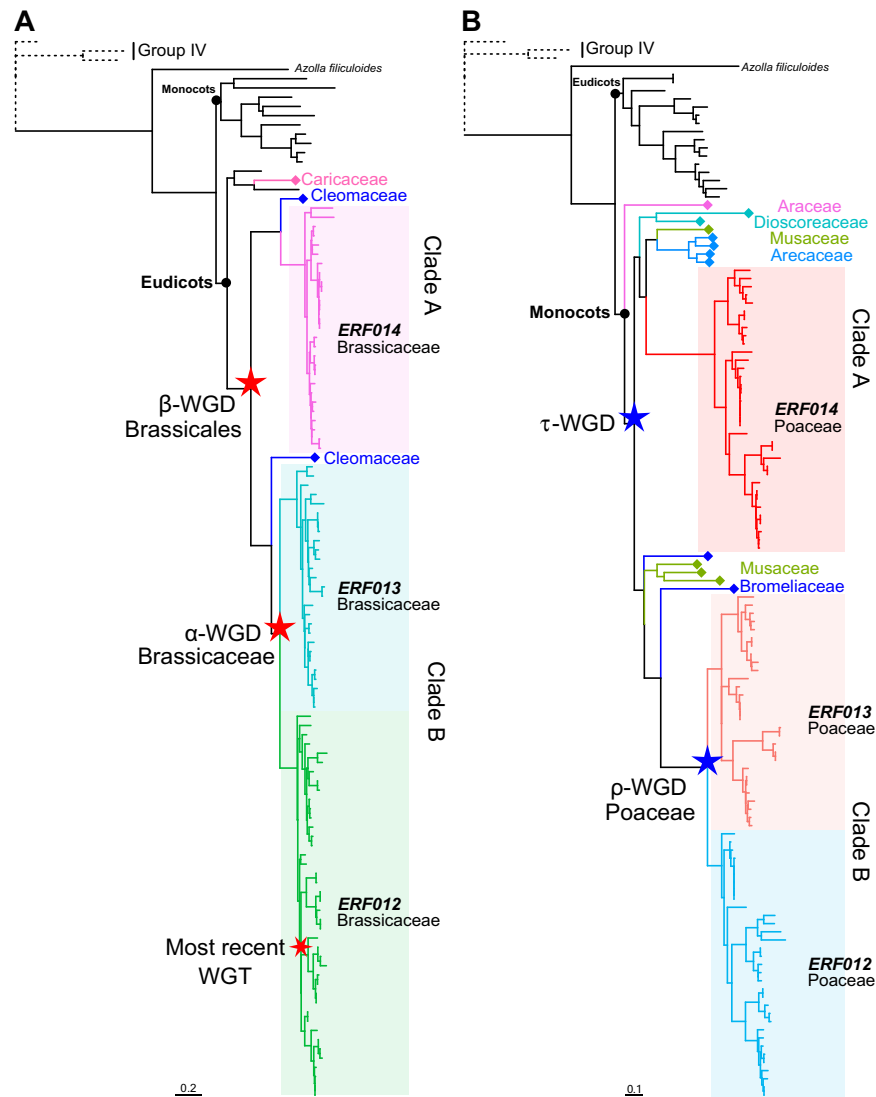 A
Group IV
Azolla filiculoides
Monocots
Caricaceae
Cleomaceae
Clade A
Eudicots
ERF014
Brassicaceae
β-WGD
Brassicales
Cleomaceae
ERF013
Brassicaceae
α-WGD
Brassicaceae
Clade B
ERF012
Brassicaceae
Most recent
WGT
0.2
B
Group IV
Azolla filiculoides
Eudicots
Araceae
Dioscoreaceae
Musaceae
Arecaceae
Monocots
Clade A
ERF014
Poaceae
τ-WGD
Musaceae
Bromeliaceae
ERF013
Poaceae
ρ-WGD
Poaceae
Clade B
ERF012
Poaceae
0.1